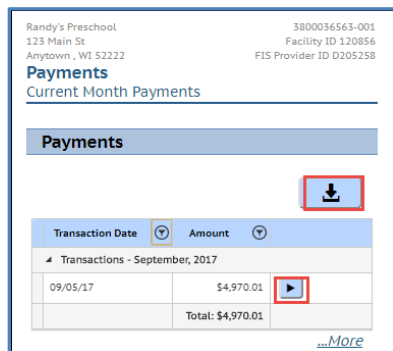 Randy's Preschool 3800036563-001
123 Main St Facility ID 120856
Anytown , WI 52222 FIS Provider ID D205258
Payments
Current Month Payments
Payments
Transaction Date Amount
Transactions - September, 2017
09/05/17 $4,970.01
Total: $4,970.01
...More